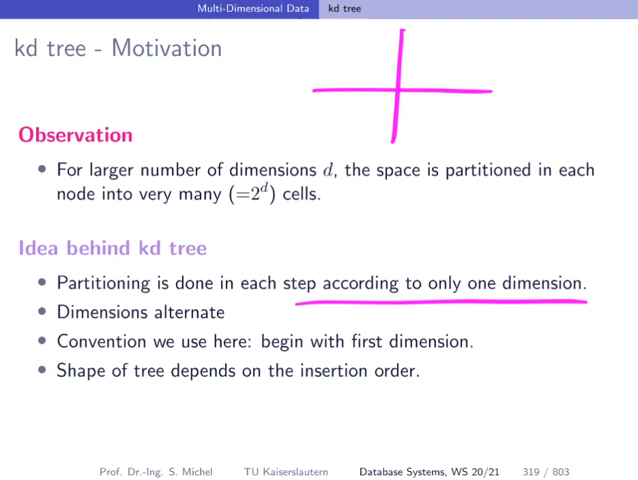 Multi-Dimensional Data kd tree
kd tree - Motivation
Observation
• For larger number of dimensions d, the space is partitioned in each
node into very many (=2^d) cells.
Idea behind kd tree
• Partitioning is done in each step according to only one dimension.
• Dimensions alternate
• Convention we use here: begin with first dimension.
• Shape of tree depends on the insertion order.
Prof. Dr.-Ing. S. Michel TU Kaiserslautern Database Systems, WS 20/21 319 / 803